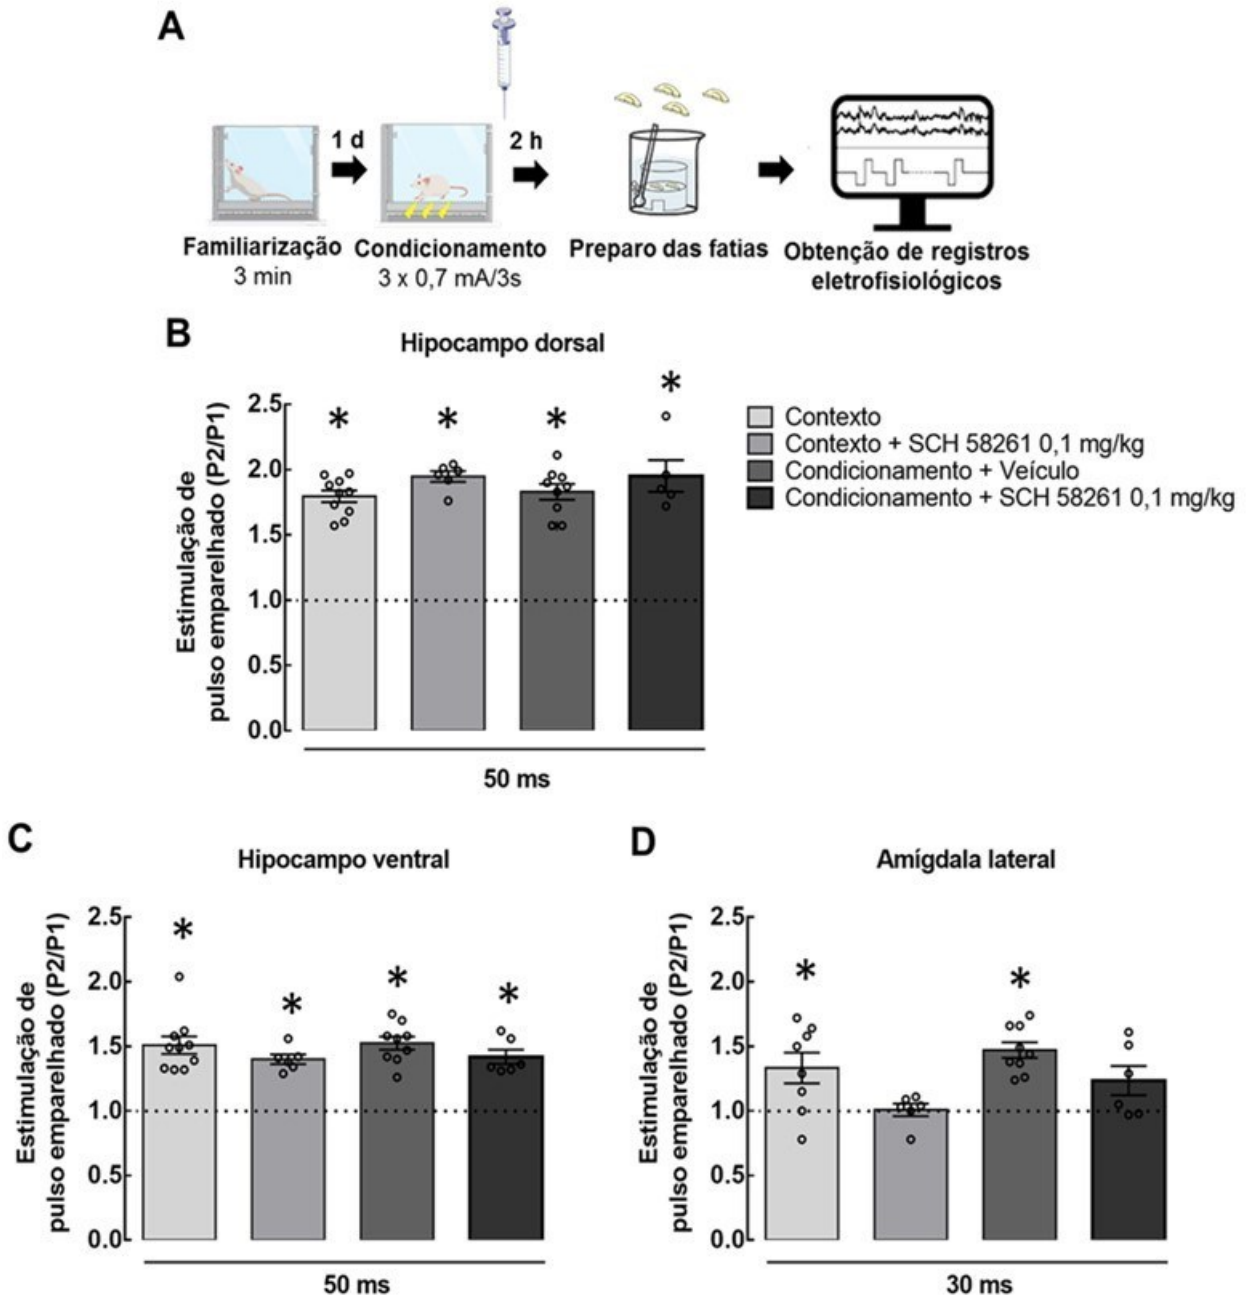 A
1 d
2 h
Familiarização
3 min
Condicionamento
3 x 0,7 mA/3s
Preparo das fatias
Obtenção de registros
eletrofisiológicos
B
Hipocampo dorsal
Estimulação de
pulso emparelhado (P2/P1)
2.5
2.0
1.5
1.0
0.5
0.0
*
*
*
*
50 ms
Contexto
Contexto + SCH 58261 0,1 mg/kg
Condicionamento + Veículo
Condicionamento + SCH 58261 0,1 mg/kg
C
Hipocampo ventral
Estimulação de
pulso emparelhado (P2/P1)
2.5
2.0
1.5
1.0
0.5
0.0
*
*
*
*
50 ms
D
Amígdala lateral
Estimulação de
pulso emparelhado (P2/P1)
2.5
2.0
1.5
1.0
0.5
0.0
*
*
30 ms